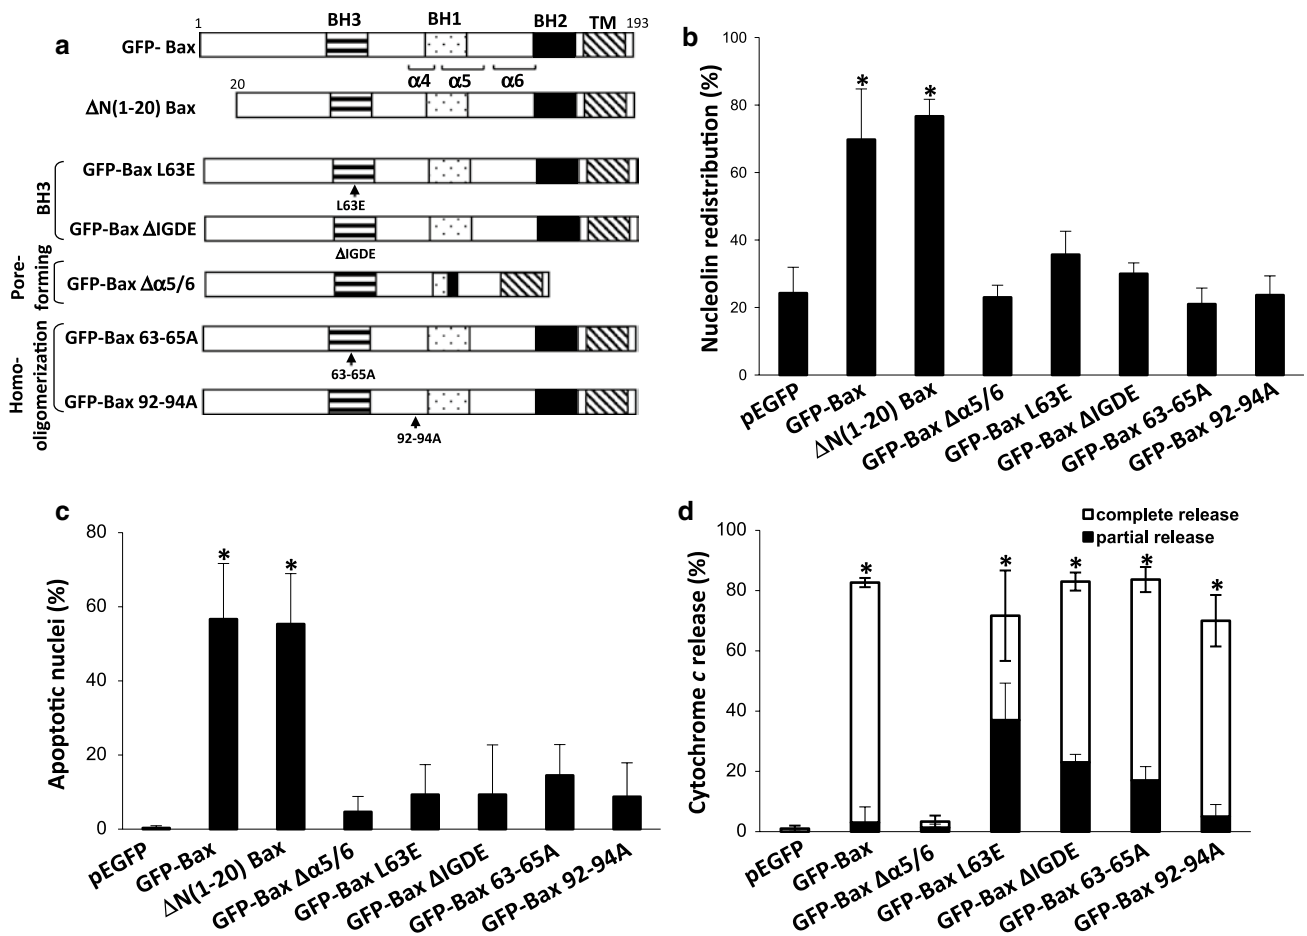 a
1 BH3 BH1 BH2 TM 193
GFP- Bax
α4 α5 α6
20
ΔN(1-20) Bax
BH3
GFP-Bax L63E
L63E
GFP-Bax ΔIGDE
ΔIGDE
Pore-
forming
GFP-Bax Δα5/6
Homo-
oligomerization
GFP-Bax 63-65A
63-65A
GFP-Bax 92-94A
92-94A
b
Nucleolin redistribution (%)
100
80
60
40
20
0
* *
pEGFP
GFP-Bax
ΔN(1-20) Bax
GFP-Bax Δα5/6
GFP-Bax L63E
GFP-Bax ΔIGDE
GFP-Bax 63-65A
GFP-Bax 92-94A
c
Apoptotic nuclei (%)
80
60
40
20
0
* *
pEGFP
GFP-Bax
ΔN(1-20) Bax
GFP-Bax Δα5/6
GFP-Bax L63E
GFP-Bax ΔIGDE
GFP-Bax 63-65A
GFP-Bax 92-94A
d
complete release
partial release
Cytochrome c release (%)
100
80
60
40
20
0
* * * * *
pEGFP
GFP-Bax
GFP-Bax Δα5/6
GFP-Bax L63E
GFP-Bax ΔIGDE
GFP-Bax 63-65A
GFP-Bax 92-94A